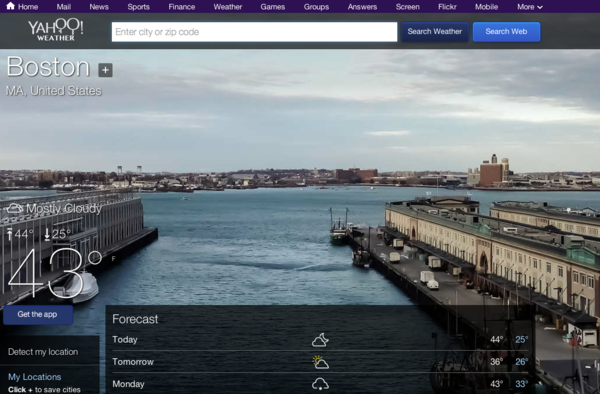 Home Mail News Sports Finance Weather Games Groups Answers Screen Flickr Mobile More
YAHOO!
WEATHER
Enter city or zip code
Search Weather
Search Web
Boston +
MA, United States
Mostly Cloudy
44° 25°
43° F
Get the app
Detect my location
My Locations
Click + to save cities
Forecast
Today 44° 25°
Tomorrow 36° 26°
Monday 43° 33°